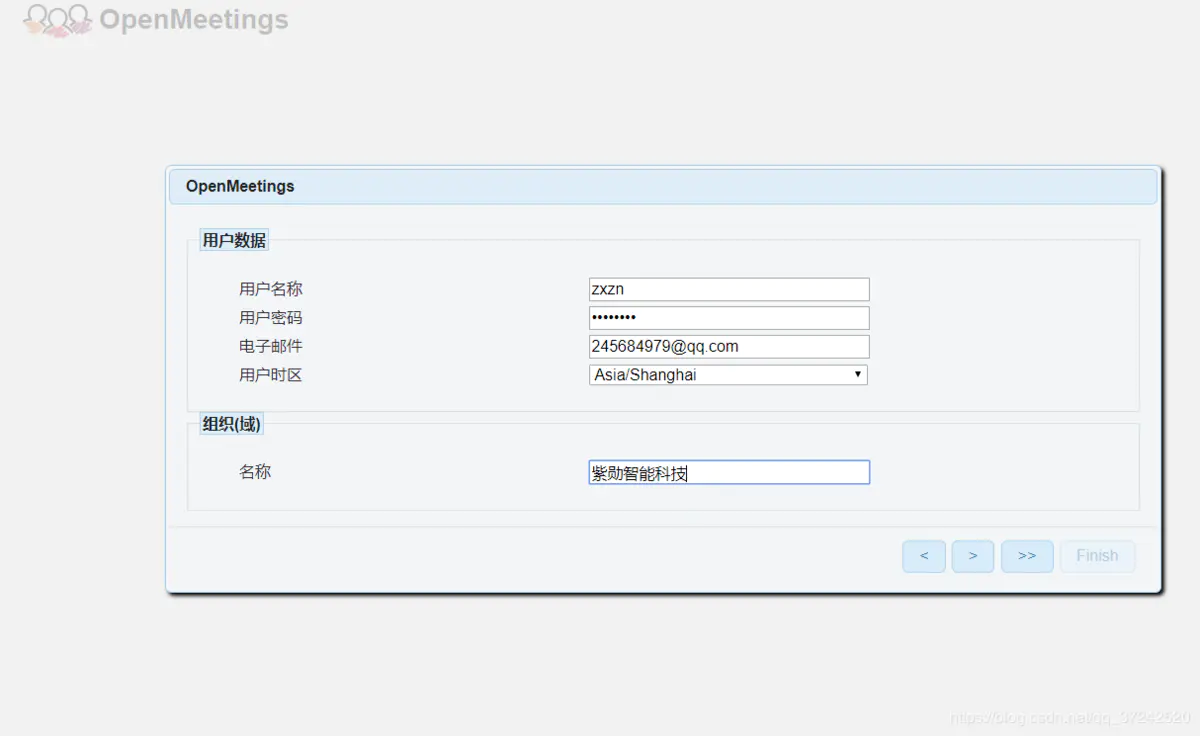 OpenMeetings
OpenMeetings
用户数据
用户名称 zxzn
用户密码 ••••••••
电子邮件 245684979@qq.com
用户时区 Asia/Shanghai
组织(域)
名称 紫勋智能科技
< > >> Finish
https://blog.csdn.net/qq_37242520